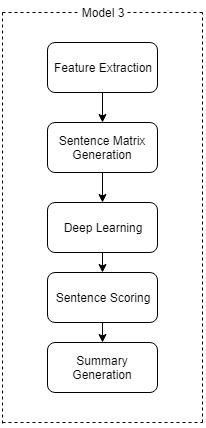 Model 3
Feature Extraction
Sentence Matrix
Generation
Deep Learning
Sentence Scoring
Summary
Generation